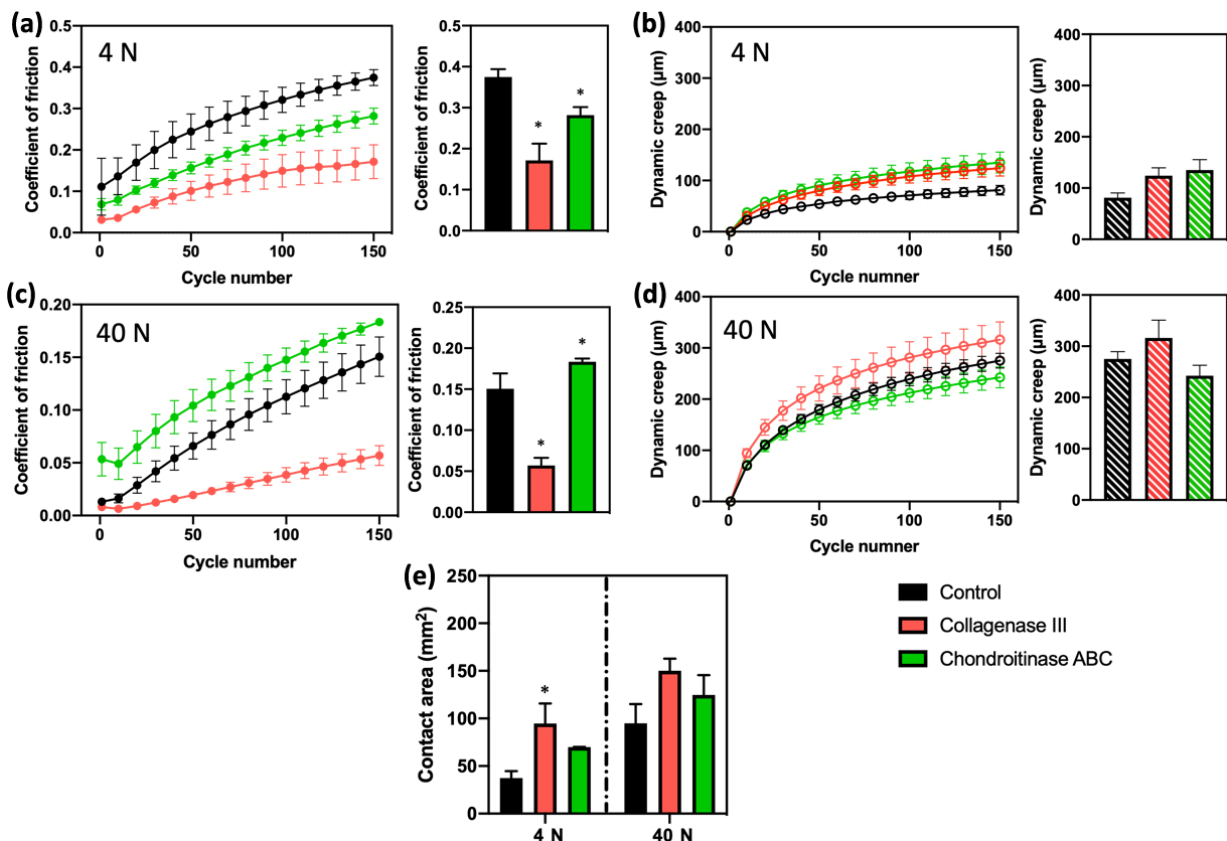 (a)
4 N
Coefficient of friction
0.5
0.4
0.3
0.2
0.1
0.0
50
100
150
Cycle number
Coefficient of friction
0.5
0.4
0.3
0.2
0.1
0.0
*
*
(b)
4 N
Dynamic creep (μm)
400
300
200
100
0
0
50
100
150
Cycle numner
Dynamic creep (μm)
400
300
200
100
0
(c)
40 N
Coefficient of friction
0.20
0.15
0.10
0.05
0.00
0
50
100
150
Cycle number
Coefficient of friction
0.25
0.20
0.15
0.10
0.05
0.00
*
*
(d)
40 N
Dynamic creep (μm)
400
300
200
100
0
0
50
100
150
Cycle numner
Dynamic creep (μm)
400
300
200
100
0
(e)
Contact area (mm²)
250
200
150
100
50
0
*
4 N
40 N
Control
Collagenase III
Chondroitinase ABC